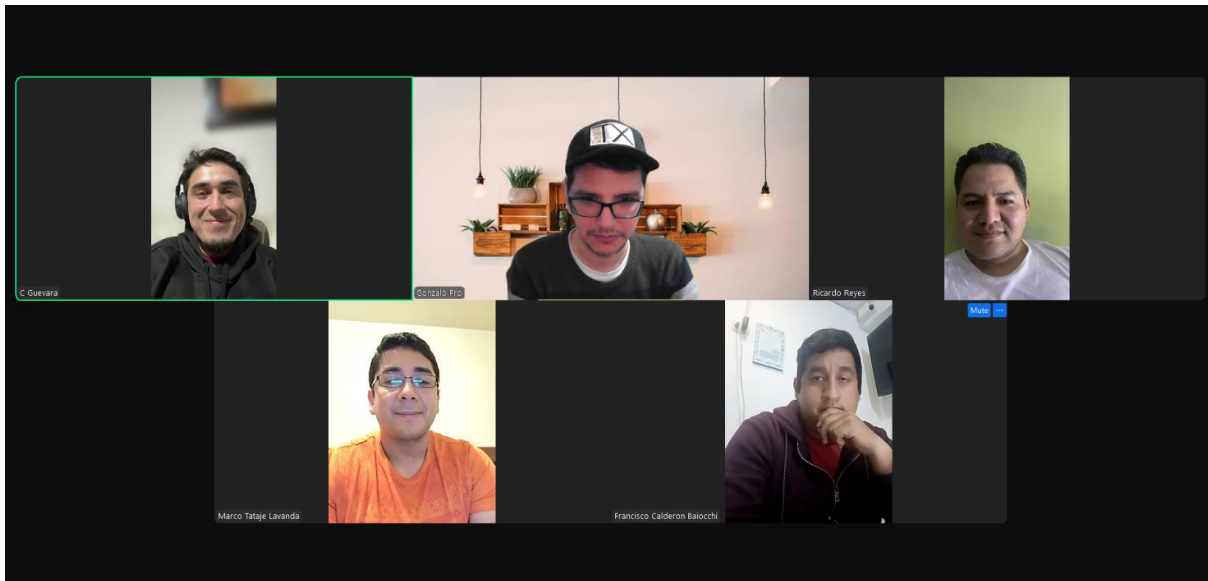 C Guevara
Gonzalo Pro
Ricardo Reyes
Mute
Marco Tataje Lavanda
Francisco Calderon Baiocchi